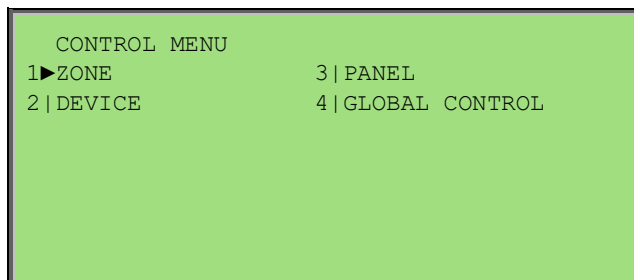 CONTROL MENU
1►ZONE 3|PANEL
2|DEVICE 4|GLOBAL CONTROL